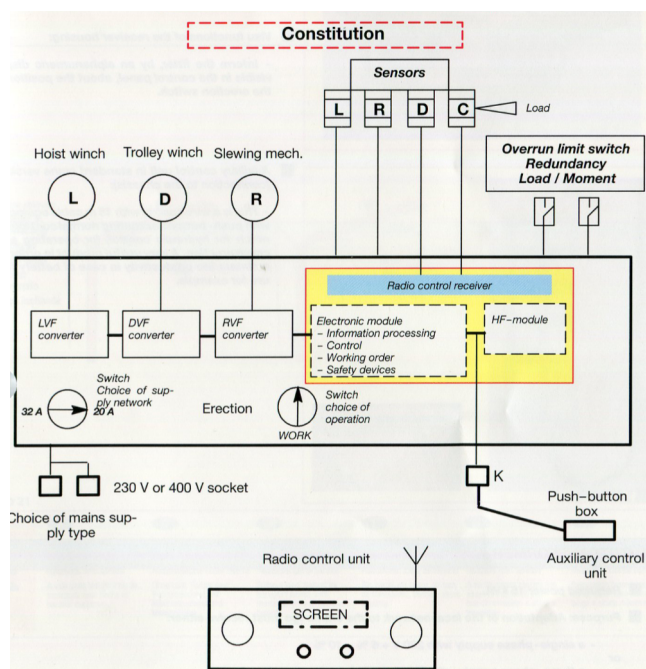 Constitution
Sensors
L R D C
Load
Hoist winch Trolley winch Slewing mech.
L D R
Overrun limit switch
Redundancy
Load / Moment
Radio control receiver
LVF
converter
DVF
converter
RVF
converter
Electronic module
– Information processing
– Control
– Working order
– Safety devices
HF–module
Switch
Choice of sup-
ply network
32 A 20 A
Erection
WORK
Switch
choice of
operation
230 V or 400 V socket
Choice of mains sup-
ply type
K
Push–button
box
Auxiliary control
unit
Radio control unit
SCREEN